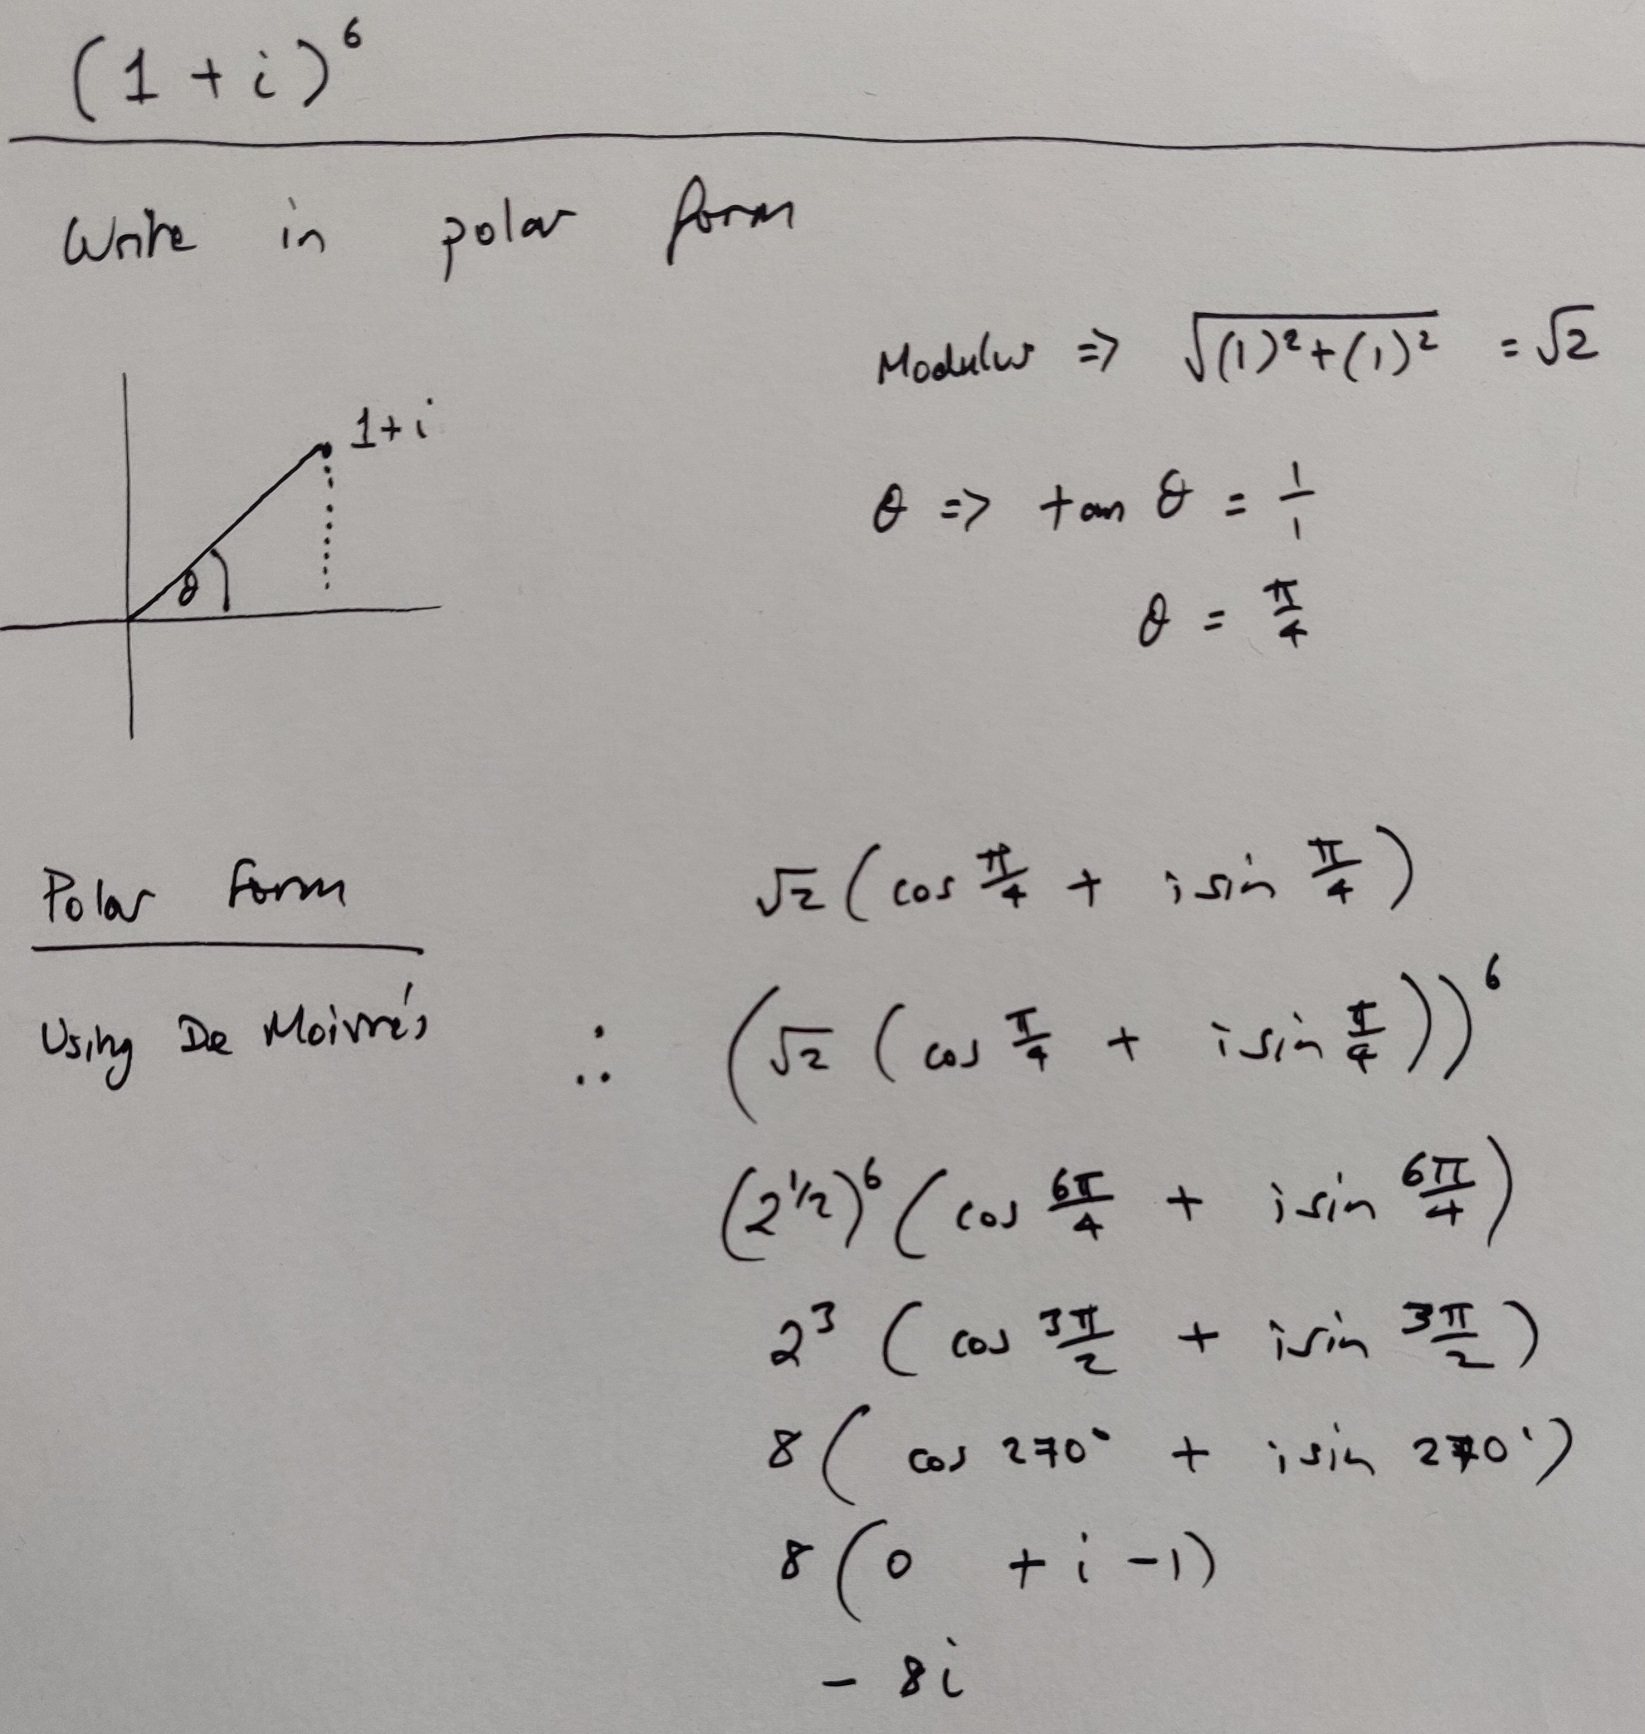 (1 + i)⁶
Write in polar form
Modulus => √((1)²+(1)²) = √2
1+i
θ => tan θ = 1/1
θ
θ = π/4
Polar Form √2 (cos π/4 + i sin π/4)
Using De Moivre's ∴ (√2 (cos π/4 + i sin π/4))⁶
(2^1/2)⁶ (cos 6π/4 + i sin 6π/4)
2³ (cos 3π/2 + i sin 3π/2)
8 (cos 270° + i sin 270°)
8 (0 + i -1)
- 8i